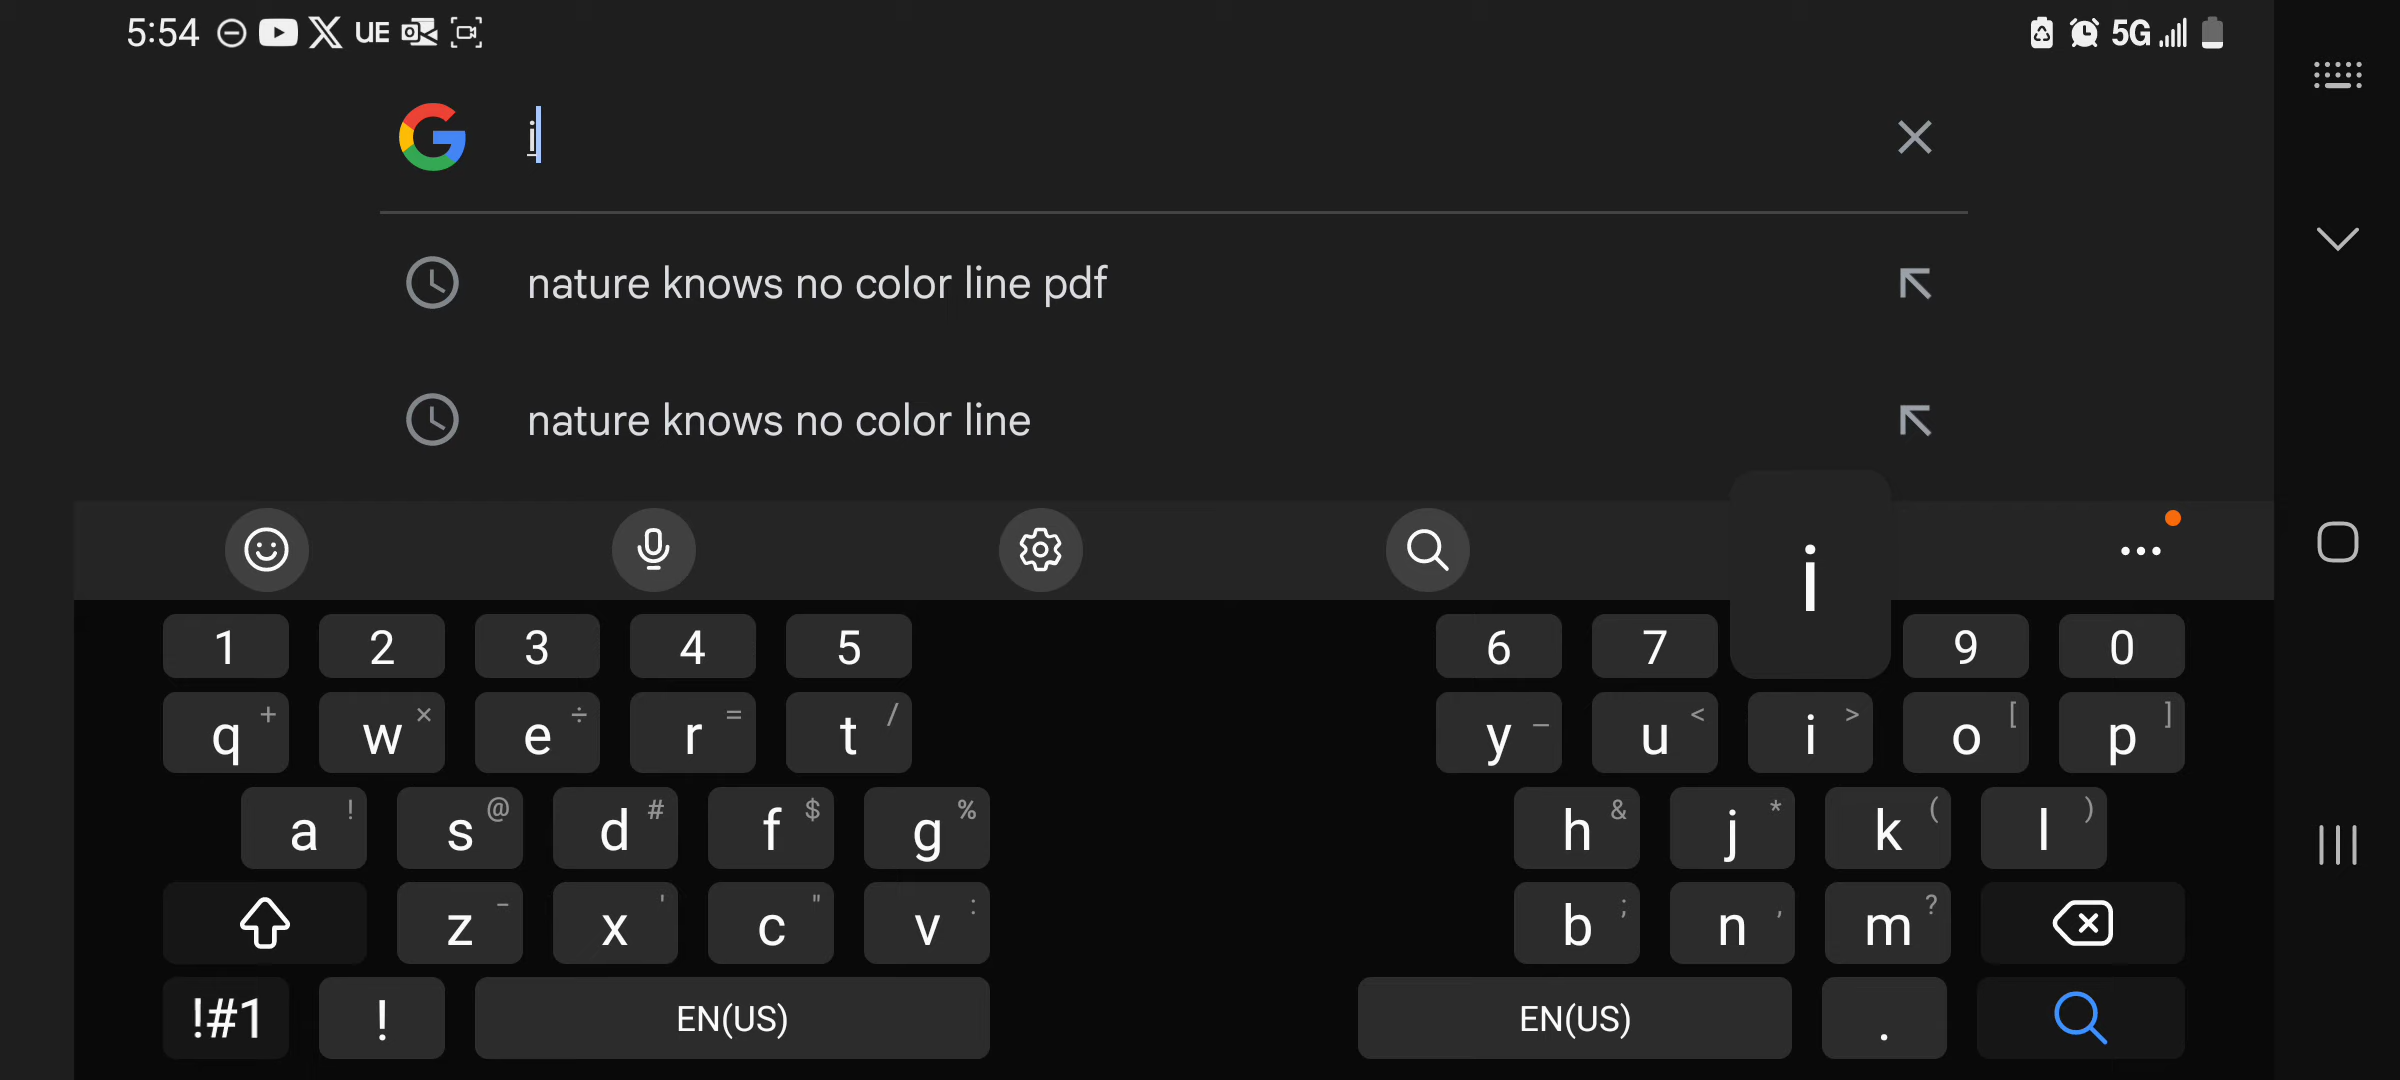 5:54 UE 5G
i
nature knows no color line pdf
nature knows no color line
i
1 2 3 4 5 6 7 9 0
q + w × e ÷ r = t / y _ u < i > o [ p ]
a ! s @ d # f $ g % h & j * k ( l )
z - x ' c " v : b ; n , m ?
!#1 ! EN(US) EN(US) .